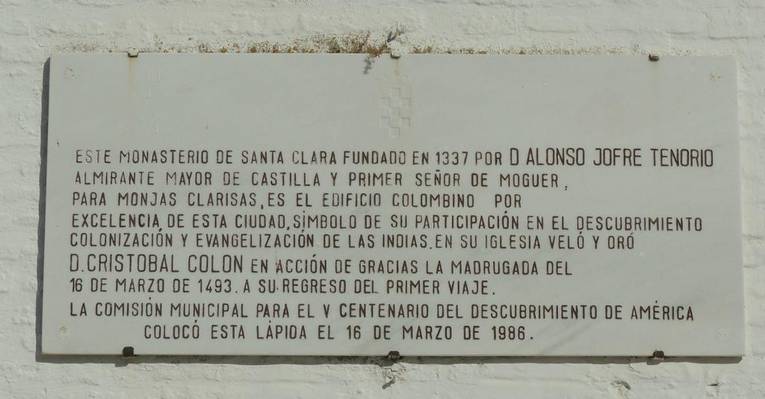 ESTE MONASTERIO DE SANTA CLARA FUNDADO EN 1337 POR D ALONSO JOFRE TENORIO
ALMIRANTE MAYOR DE CASTILLA Y PRIMER SEÑOR DE MOGUER,
PARA MONJAS CLARISAS, ES EL EDIFICIO COLOMBINO POR
EXCELENCIA DE ESTA CIUDAD, SÍMBOLO DE SU PARTICIPACIÓN EN EL DESCUBRIMIENTO
COLONIZACIÓN Y EVANGELIZACIÓN DE LAS INDIAS. EN SU IGLESIA VELÓ Y ORÓ
D. CRISTOBAL COLON EN ACCIÓN DE GRACIAS LA MADRUGADA DEL
16 DE MARZO DE 1493. A SU REGRESO DEL PRIMER VIAJE.
LA COMISIÓN MUNICIPAL PARA EL V CENTENARIO DEL DESCUBRIMIENTO DE AMÉRICA
COLOCÓ ESTA LÁPIDA EL 16 DE MARZO DE 1986.